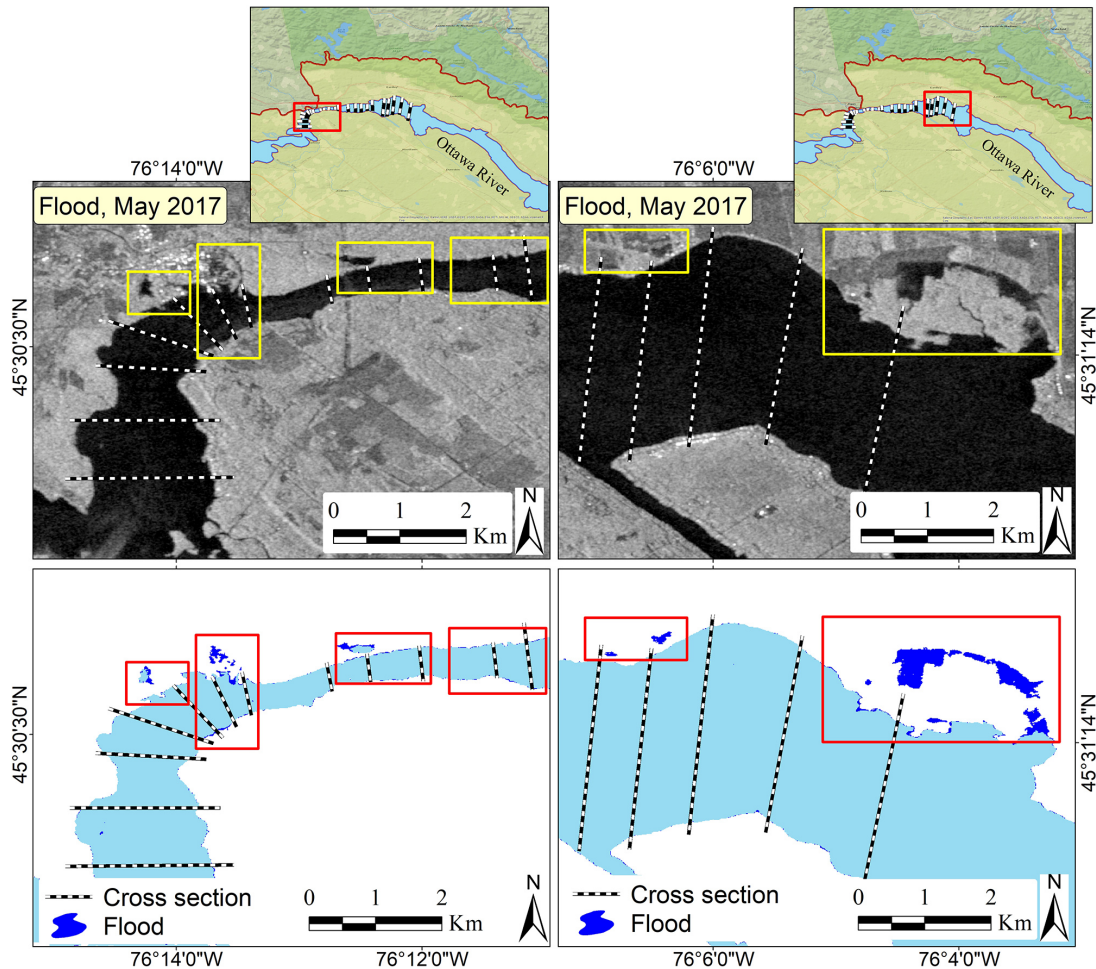 Ottawa River
Ottawa River
76°14'0"W
76°6'0"W
Flood, May 2017
Flood, May 2017
45°30'30"N
45°31'14"N
0 1 2
Km
N
0 1 2
Km
N
45°30'30"N
45°31'14"N
Cross section
Flood
0 1 2
Km
N
Cross section
Flood
0 1 2
Km
N
76°14'0"W
76°12'0"W
76°6'0"W
76°4'0"W